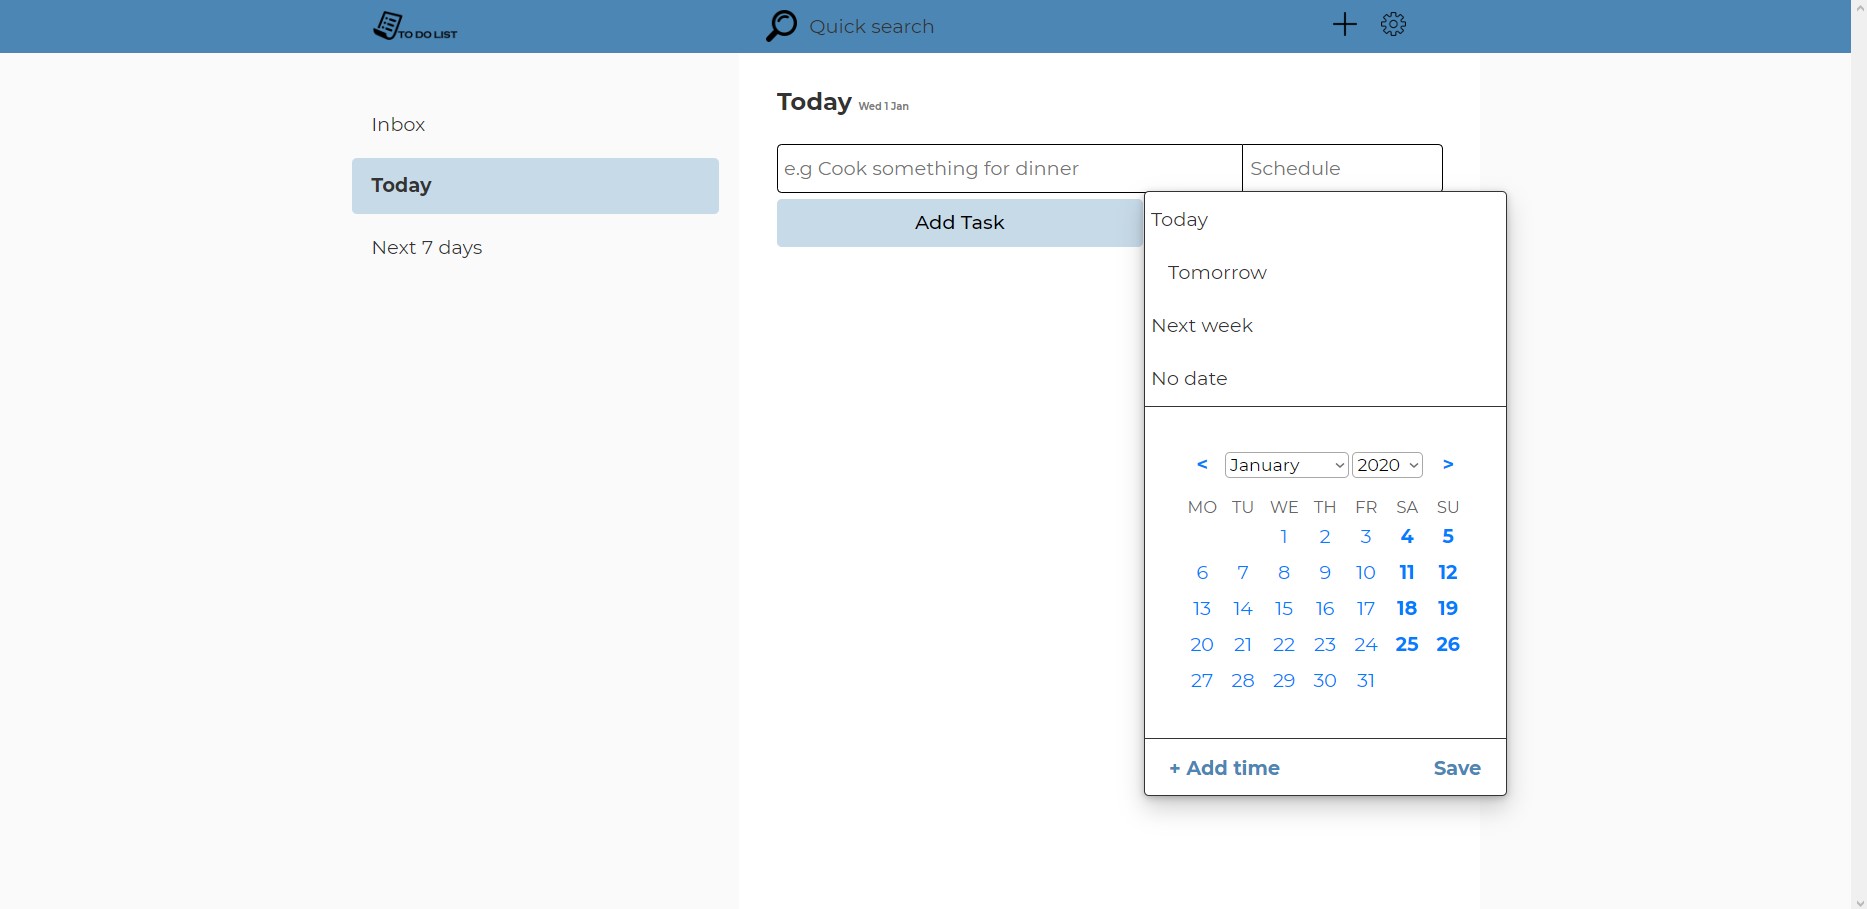 TO DO LIST
Quick search
Inbox
Today
Next 7 days
Today Wed 1 Jan
e.g Cook something for dinner Schedule
Add Task
Today
Tomorrow
Next week
No date
< January 2020 >
MO TU WE TH FR SA SU
1 2 3 4 5
6 7 8 9 10 11 12
13 14 15 16 17 18 19
20 21 22 23 24 25 26
27 28 29 30 31
+ Add time Save